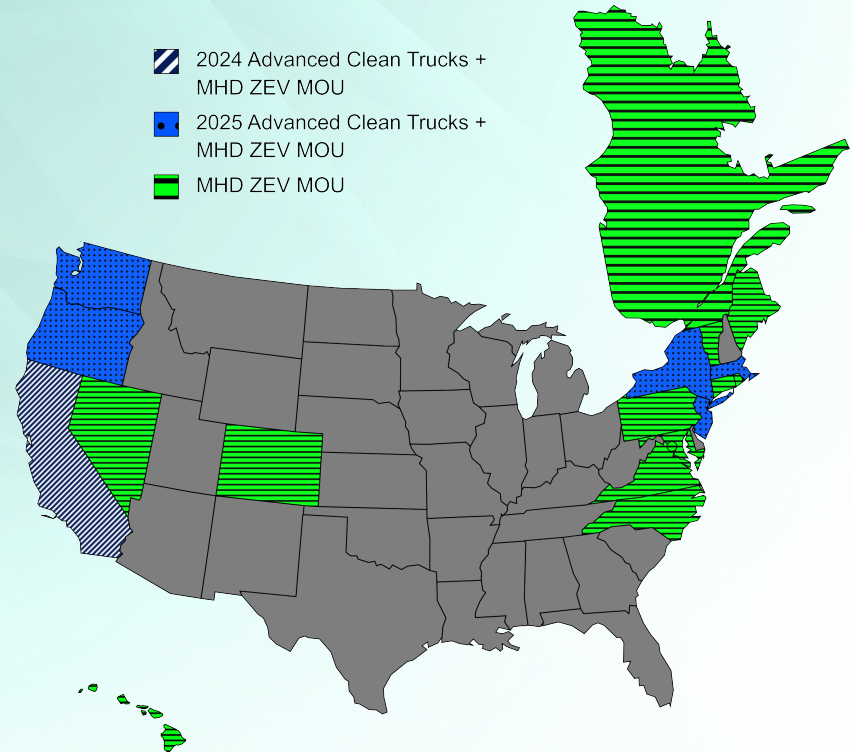 2024 Advanced Clean Trucks +
MHD ZEV MOU
2025 Advanced Clean Trucks +
MHD ZEV MOU
MHD ZEV MOU